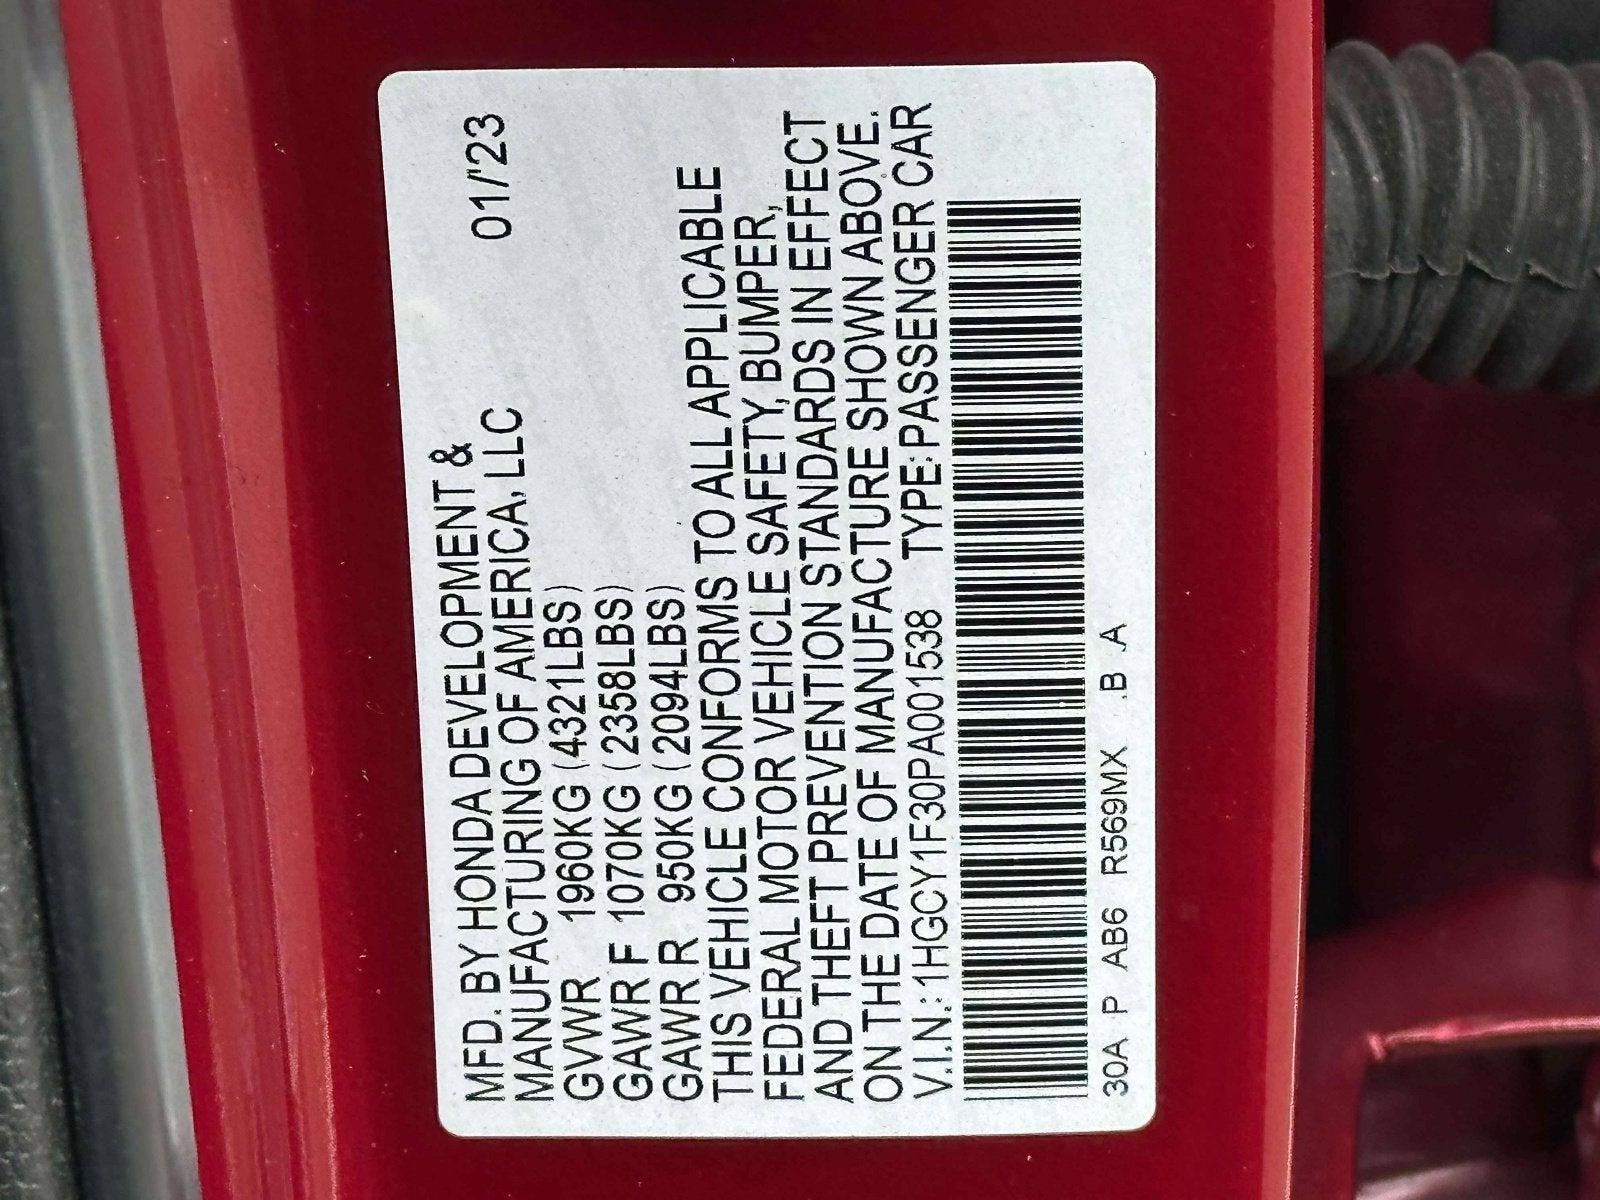 MFD. BY HONDA DEVELOPMENT &
MANUFACTURING OF AMERICA, LLC 01/'23
GVWR 1960KG (4321LBS)
GAWR F 1070KG (2358LBS)
GAWR R 950KG (2094LBS)
THIS VEHICLE CONFORMS TO ALL APPLICABLE
FEDERAL MOTOR VEHICLE SAFETY, BUMPER,
AND THEFT PREVENTION STANDARDS IN EFFECT
ON THE DATE OF MANUFACTURE SHOWN ABOVE.
V.I.N.: 1HGCY1F30PA001538 TYPE: PASSENGER CAR
30A P AB6 R569MX .B A